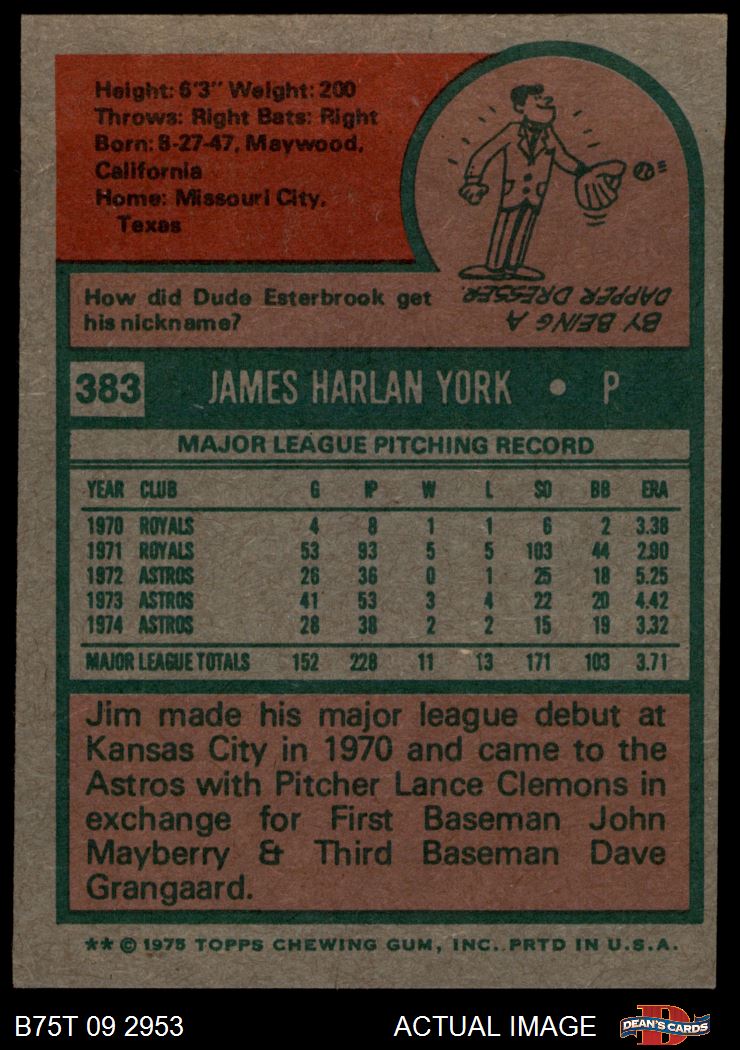 Height: 6'3" Weight: 200
Throws: Right Bats: Right
Born: 8-27-47, Maywood,
California
Home: Missouri City,
Texas
How did Dude Esterbrook get
his nickname?
BY BEING A
DAPPER DRESSER.
383 JAMES HARLAN YORK • P
MAJOR LEAGUE PITCHING RECORD
YEAR CLUB G IP W L SO BB ERA
1970 ROYALS 4 8 1 1 6 2 3.38
1971 ROYALS 53 93 5 5 103 44 2.90
1972 ASTROS 26 36 0 1 25 18 5.25
1973 ASTROS 41 53 3 4 22 20 4.42
1974 ASTROS 28 38 2 2 15 19 3.32
MAJOR LEAGUE TOTALS 152 228 11 13 171 103 3.71
Jim made his major league debut at
Kansas City in 1970 and came to the
Astros with Pitcher Lance Clemons in
exchange for First Baseman John
Mayberry & Third Baseman Dave
Grangaard.
** © 1975 TOPPS CHEWING GUM, INC. PRTD IN U.S.A.
B75T 09 2953 ACTUAL IMAGE D DEAN'S CARDS